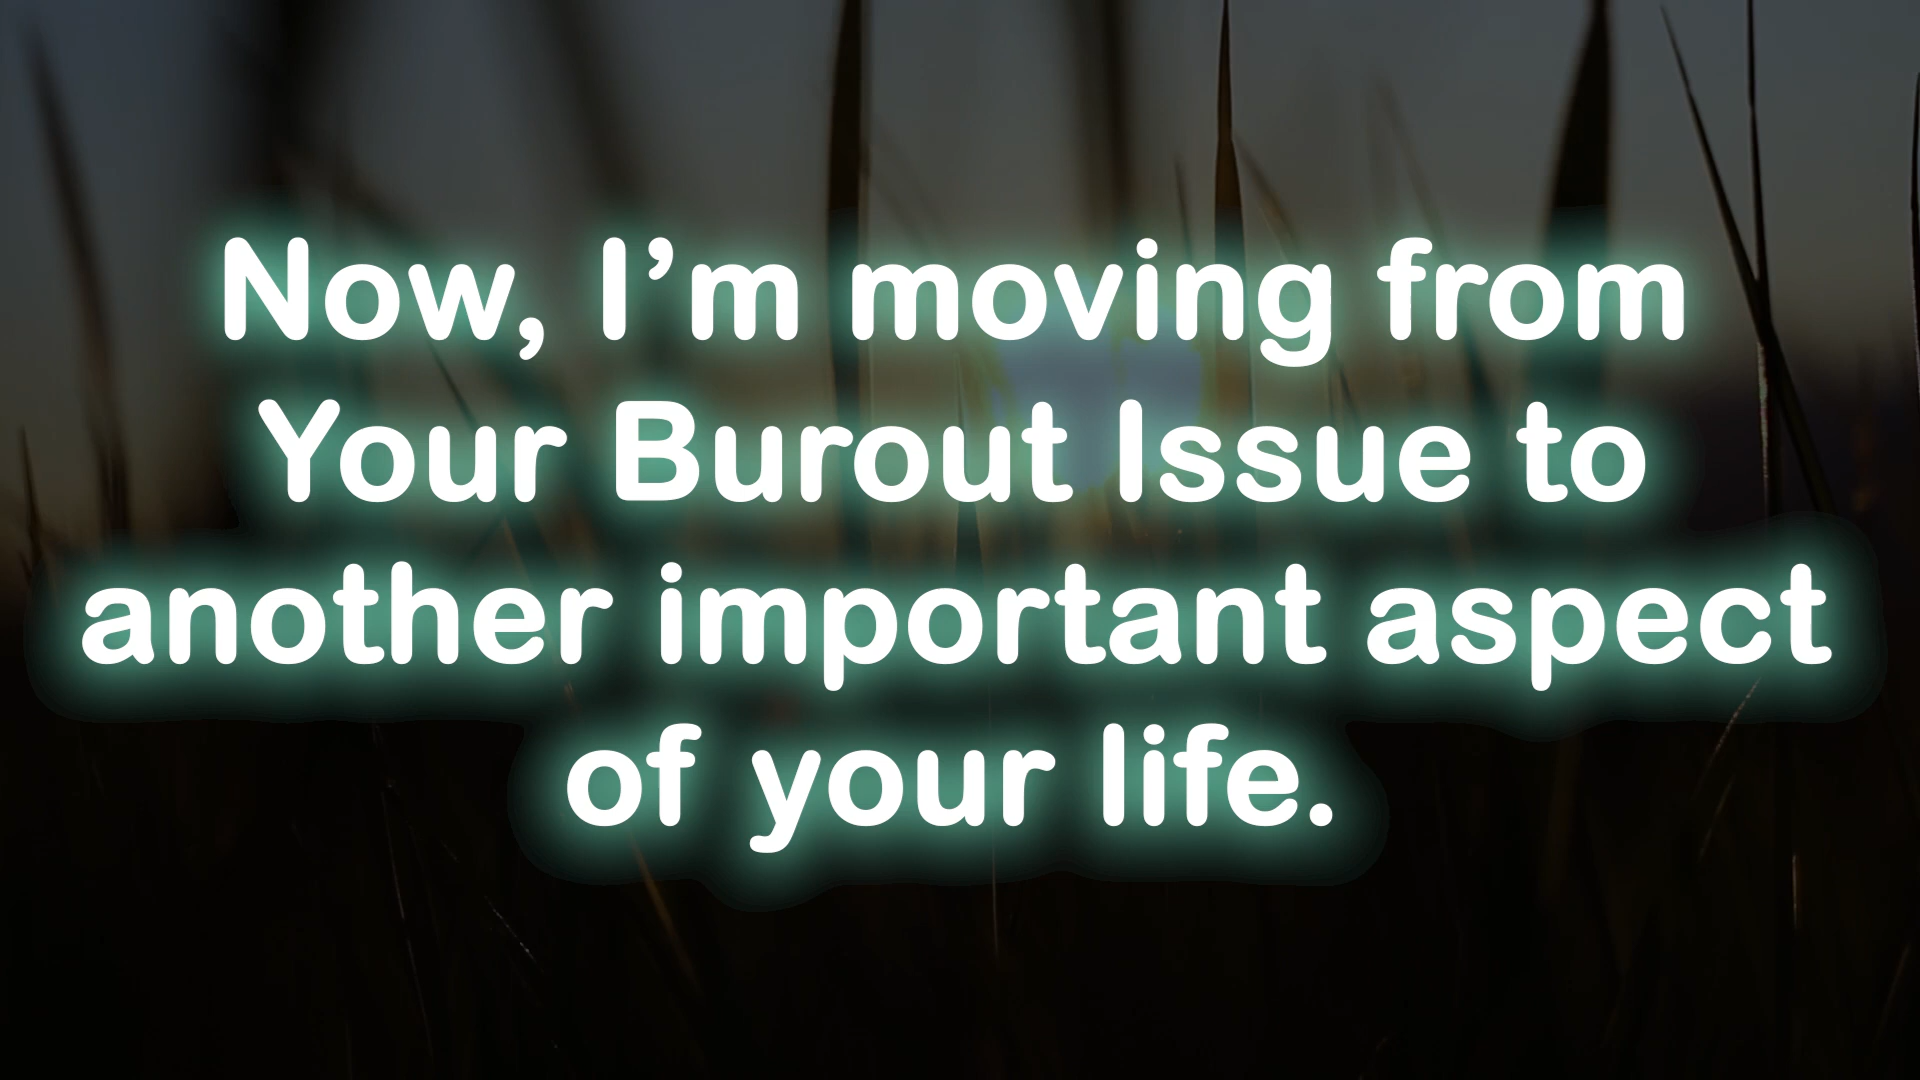 Now, I’m moving from
Your Burout Issue to
another important aspect
of your life.